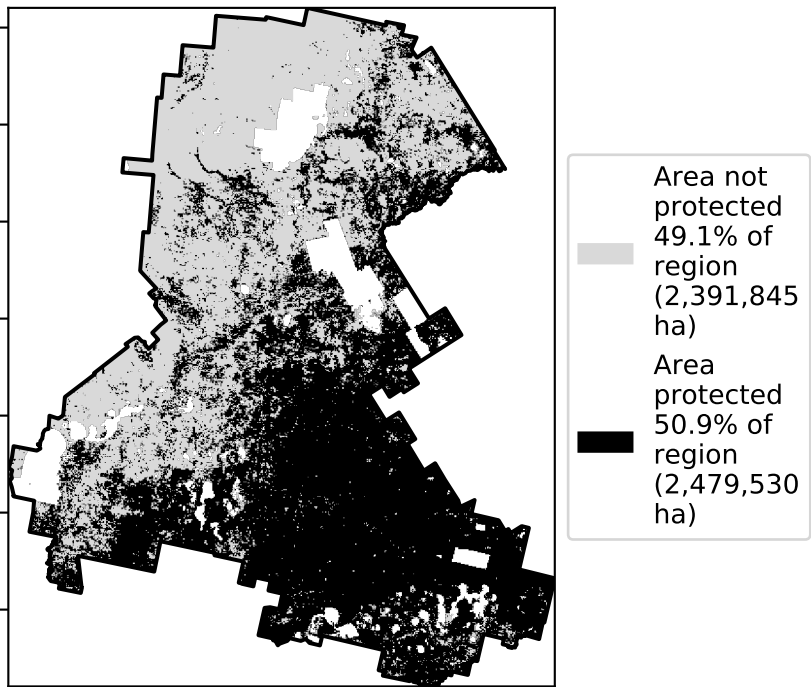 Area not
protected
49.1% of
region
(2,391,845
ha)
Area
protected
50.9% of
region
(2,479,530
ha)